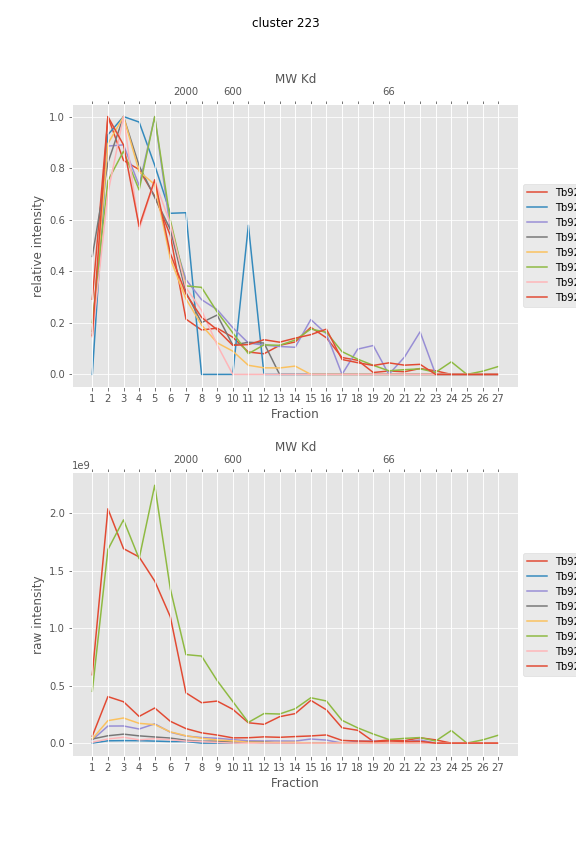 cluster 223
MW Kd
2000 600 66
1.0
0.8
0.6
0.4
0.2
0.0
relative intensity
Tb92
Tb92
Tb92
Tb92
Tb92
Tb92
Tb92
Tb92
1 2 3 4 5 6 7 8 9 10 11 12 13 14 15 16 17 18 19 20 21 22 23 24 25 26 27
Fraction
MW Kd
1e9
2000 600 66
2.0
1.5
1.0
0.5
0.0
raw intensity
Tb92
Tb92
Tb92
Tb92
Tb92
Tb92
Tb92
Tb92
1 2 3 4 5 6 7 8 9 10 11 12 13 14 15 16 17 18 19 20 21 22 23 24 25 26 27
Fraction